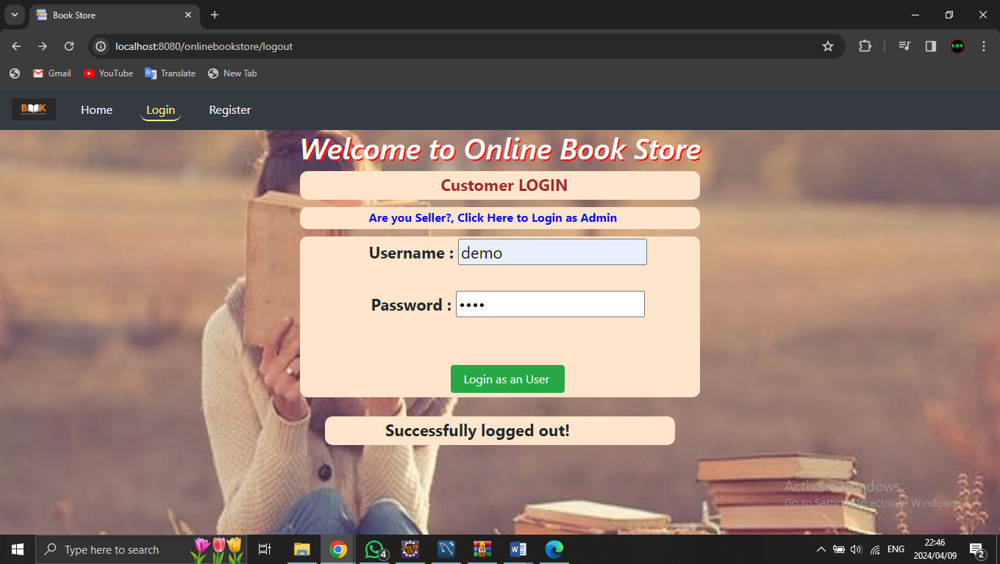 Book Store
localhost:8080/onlinebookstore/logout
Gmail YouTube Translate New Tab
BOOK
Home Login Register
Welcome to Online Book Store
Customer LOGIN
Are you Seller?, Click Here to Login as Admin
Username : demo
Password : ••••
Login as an User
Successfully logged out!
Activate Windows
Go to Settings to activate Windows.
Type here to search
4
ENG
22:46
2024/04/09
2